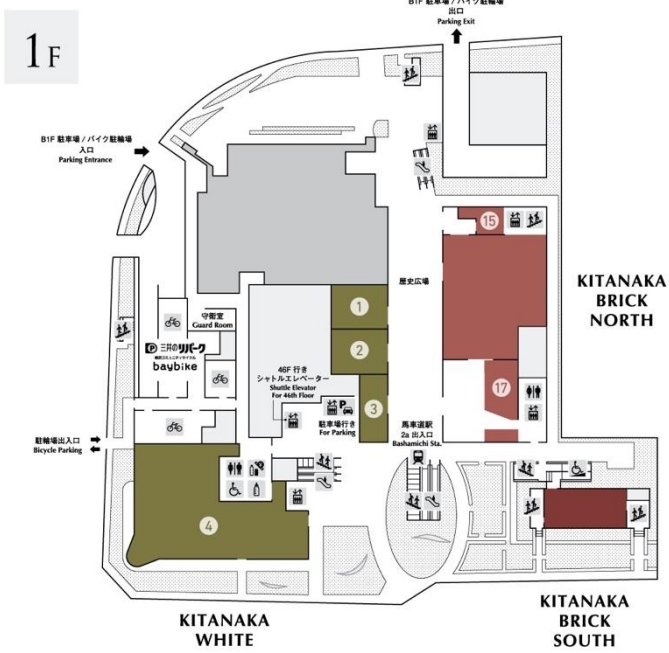 B1F 駐車場 / バイク駐輪場
出口
Parking Exit
1F
B1F 駐車場 / バイク駐輪場
入口
Parking Entrance
15
歴史広場
KITANAKA
BRICK
NORTH
守衛室
Guard Room
1
P 三井のリパーク
baybike
2
46F 行き
シャトルエレベーター
Shuttle Elevator
For 46th Floor
17
3
P
駐車場行き
For Parking
馬車道駅
2a 出入口
Bashamichi Sta.
駐輪場出入口
Bicycle Parking
4
KITANAKA
WHITE
KITANAKA
BRICK
SOUTH